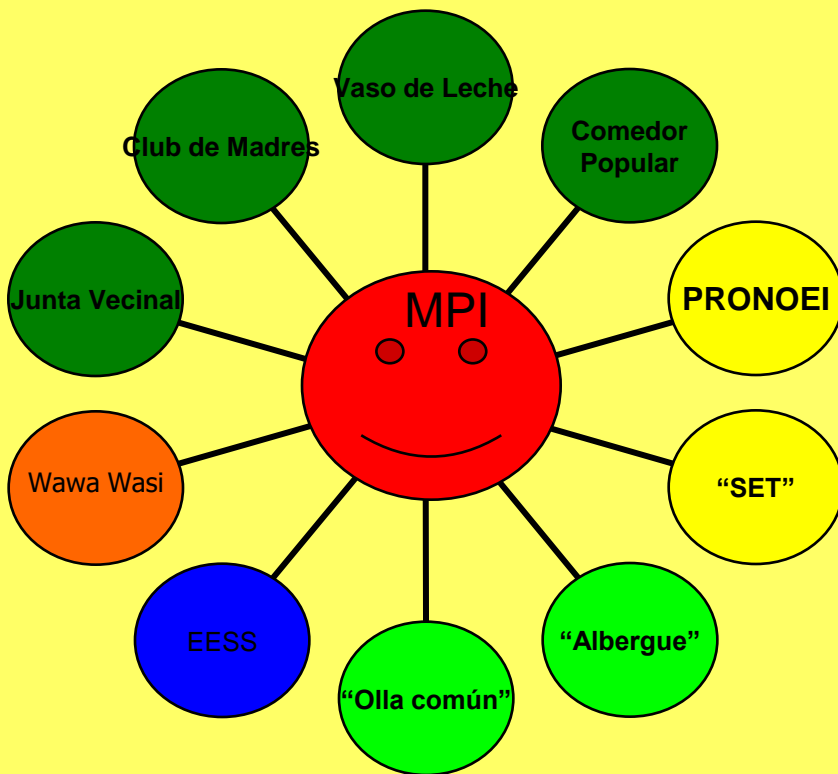 Vaso de Leche
Comedor
Popular
Club de Madres
PRONOEI
MPI
Junta Vecinal
Wawa Wasi
“SET”
“Albergue”
EESS
“Olla común”